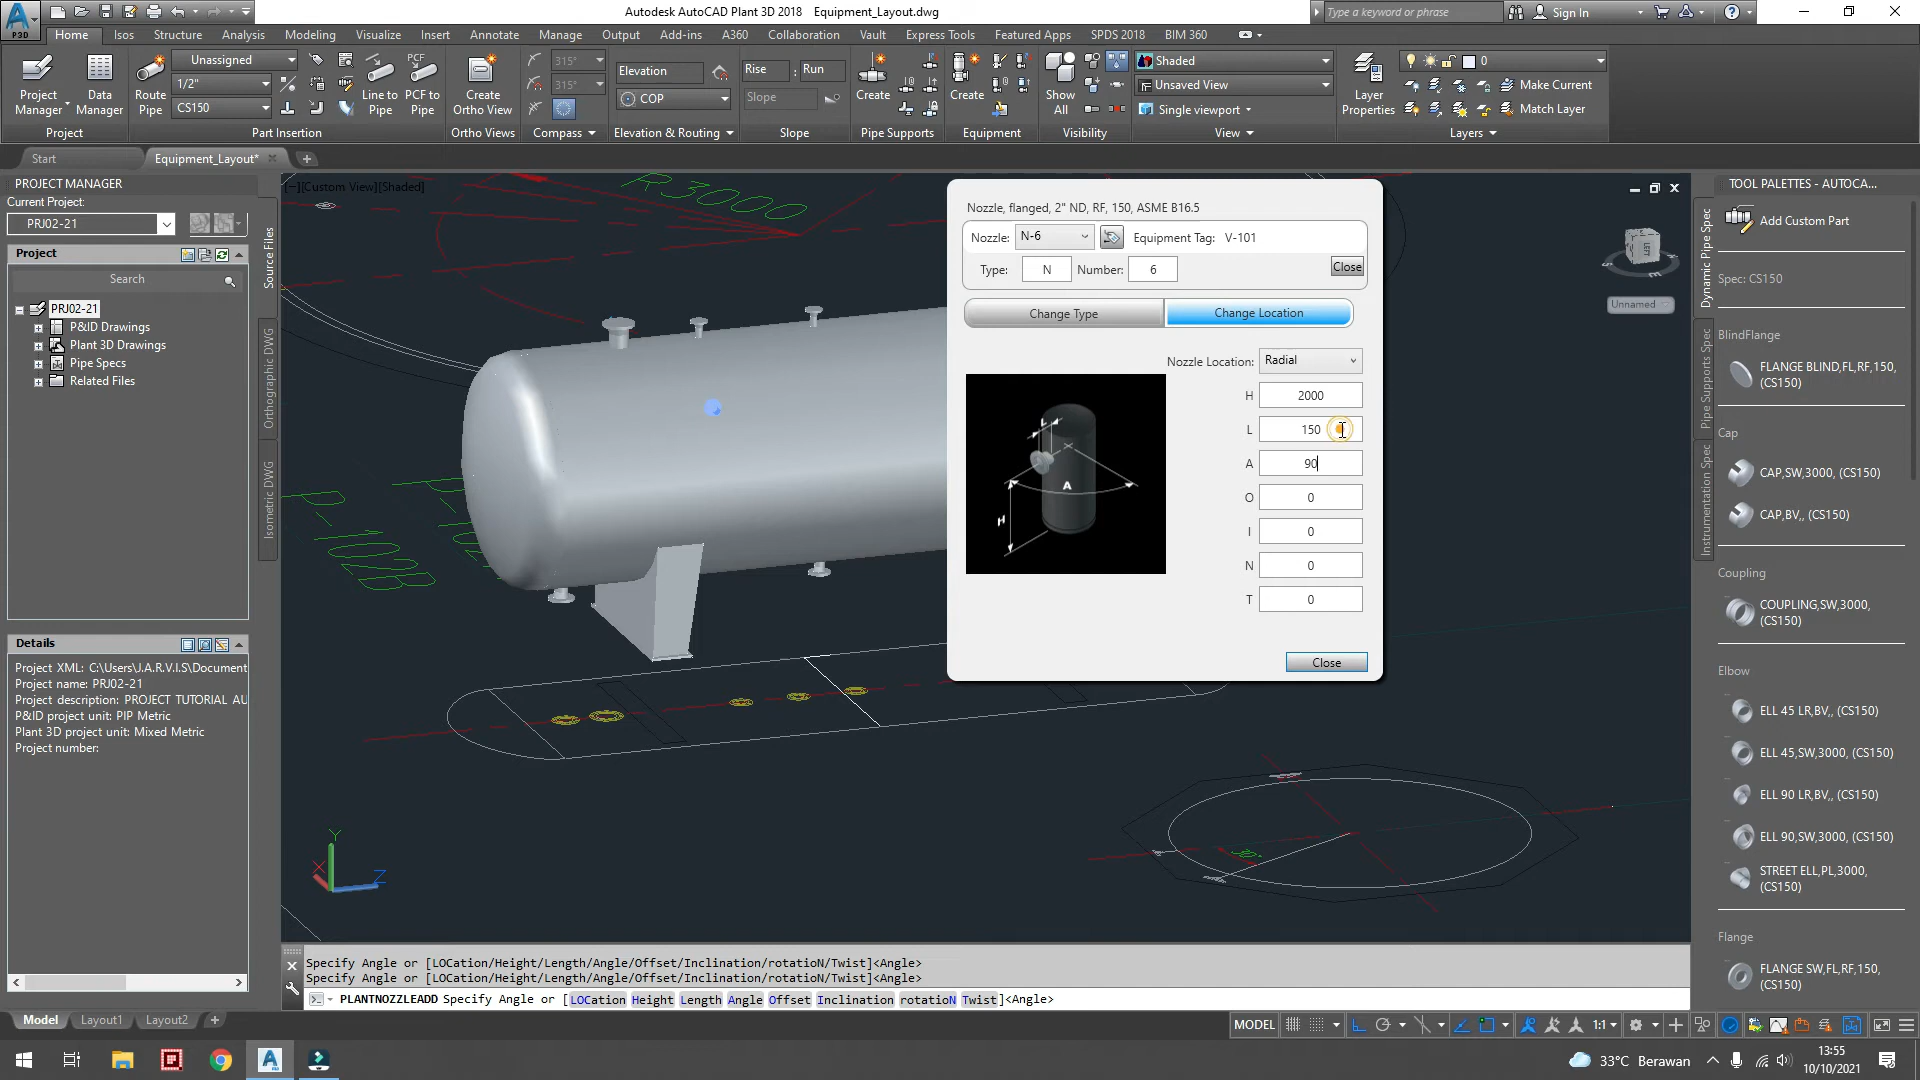 Autodesk AutoCAD Plant 3D 2018 Equipment_Layout.dwg
Type a keyword or phrase
Sign In
P3D
Home Isos Structure Analysis Modeling Visualize Insert Annotate Manage Output Add-ins A360 Collaboration Vault Express Tools Featured Apps SPDS 2018 BIM 360
Project Manager
Data Manager
Project
Route Pipe
Unassigned
1/2"
CS150
Line to Pipe
PCF to Pipe
PCF
Part Insertion
Create Ortho View
Ortho Views
315°
315°
Compass
Elevation
COP
Elevation & Routing
Rise : Run
Slope
Slope
Create
Pipe Supports
Create
Equipment
Show All
Visibility
Shaded
Unsaved View
Single viewport
View
Layer Properties
0
Make Current
Match Layer
Layers
Start
Equipment_Layout*
PROJECT MANAGER
Current Project:
PRJ02-21
Project
Search
PRJ02-21
P&ID Drawings
Plant 3D Drawings
Pipe Specs
Related Files
Source Files
Orthographic DWG
Isometric DWG
Details
Project XML: C:\Users\J.A.R.V.I.S\Document
Project name: PRJ02-21
Project description: PROJECT TUTORIAL AU
P&ID project unit: PIP Metric
Plant 3D project unit: Mixed Metric
Project number:
[−][Custom View][Shaded]
R3000
P-102B
LEFT
Unnamed
X
Y
Z
Nozzle, flanged, 2" ND, RF, 150, ASME B16.5
Nozzle: N-6 Equipment Tag: V-101
Type: N Number: 6 Close
Change Type Change Location
Nozzle Location: Radial
H 2000
L 150
A 90
O 0
I 0
N 0
T 0
L
A
H
Close
TOOL PALETTES - AUTOCA...
Dynamic Pipe Spec
Pipe Supports Spec
Instrumentation Spec
Add Custom Part
Spec: CS150
BlindFlange
FLANGE BLIND,FL,RF,150, (CS150)
Cap
CAP,SW,3000, (CS150)
CAP,BV,, (CS150)
Coupling
COUPLING,SW,3000, (CS150)
Elbow
ELL 45 LR,BV,, (CS150)
ELL 45,SW,3000, (CS150)
ELL 90 LR,BV,, (CS150)
ELL 90,SW,3000, (CS150)
STREET ELL,PL,3000, (CS150)
Flange
FLANGE SW,FL,RF,150, (CS150)
Specify Angle or [LOCation/Height/Length/Angle/Offset/Inclination/rotatioN/Twist]<Angle>
Specify Angle or [LOCation/Height/Length/Angle/Offset/Inclination/rotatioN/Twist]<Angle>
PLANTNOZZLEADD Specify Angle or [LOCation Height Length Angle Offset Inclination rotatioN Twist]<Angle>
Model Layout1 Layout2
MODEL
1:1
33°C Berawan
13:55
10/10/2021